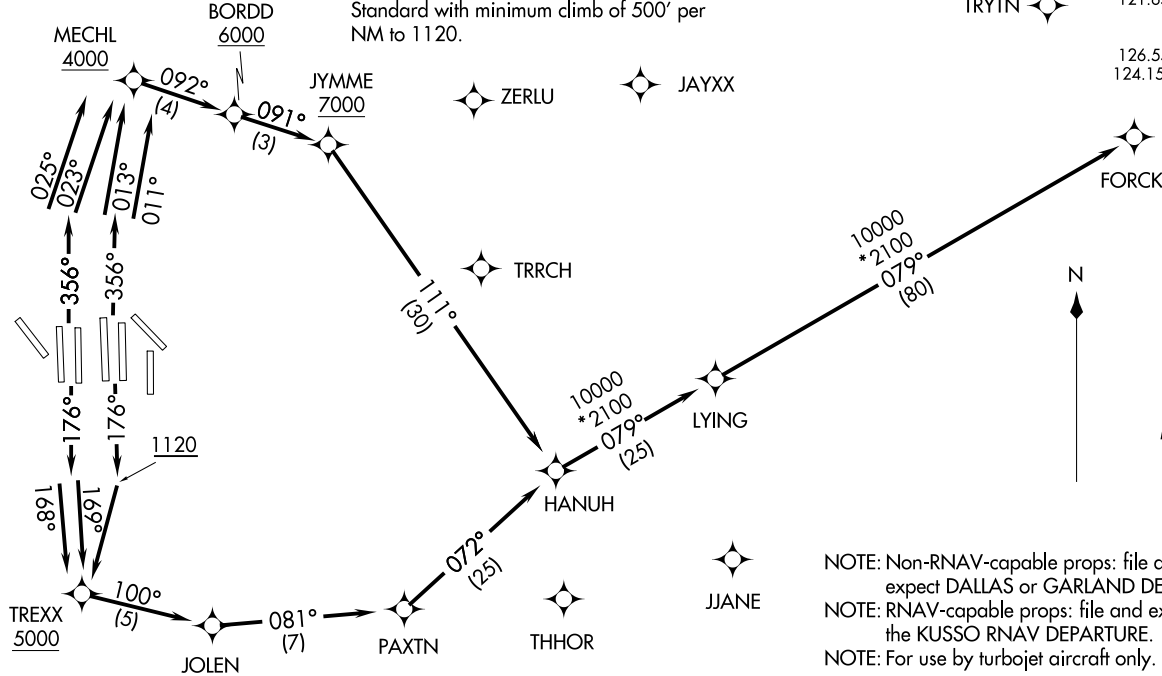 BORDD
6000
Standard with minimum climb of 500' per
NM to 1120.
TRYIN
MECHL
4000
JYMME
7000
126.5
124.15
092°
(4)
091°
(3)
ZERLU
JAYXX
FORCK
025°
023°
013°
011°
10000
*2100
079°
(80)
TRRCH
N
356°
356°
111°
(30)
176°
176°
1120
10000
*2100
079°
(25)
LYING
HANUH
168°
169°
072°
(25)
TREXX
5000
100°
(5)
JOLEN
081°
(7)
PAXTN
THHOR
JJANE
NOTE: Non-RNAV-capable props: file
expect DALLAS or GARLAND DE
NOTE: RNAV-capable props: file and ex
the KUSSO RNAV DEPARTURE.
NOTE: For use by turbojet aircraft only.